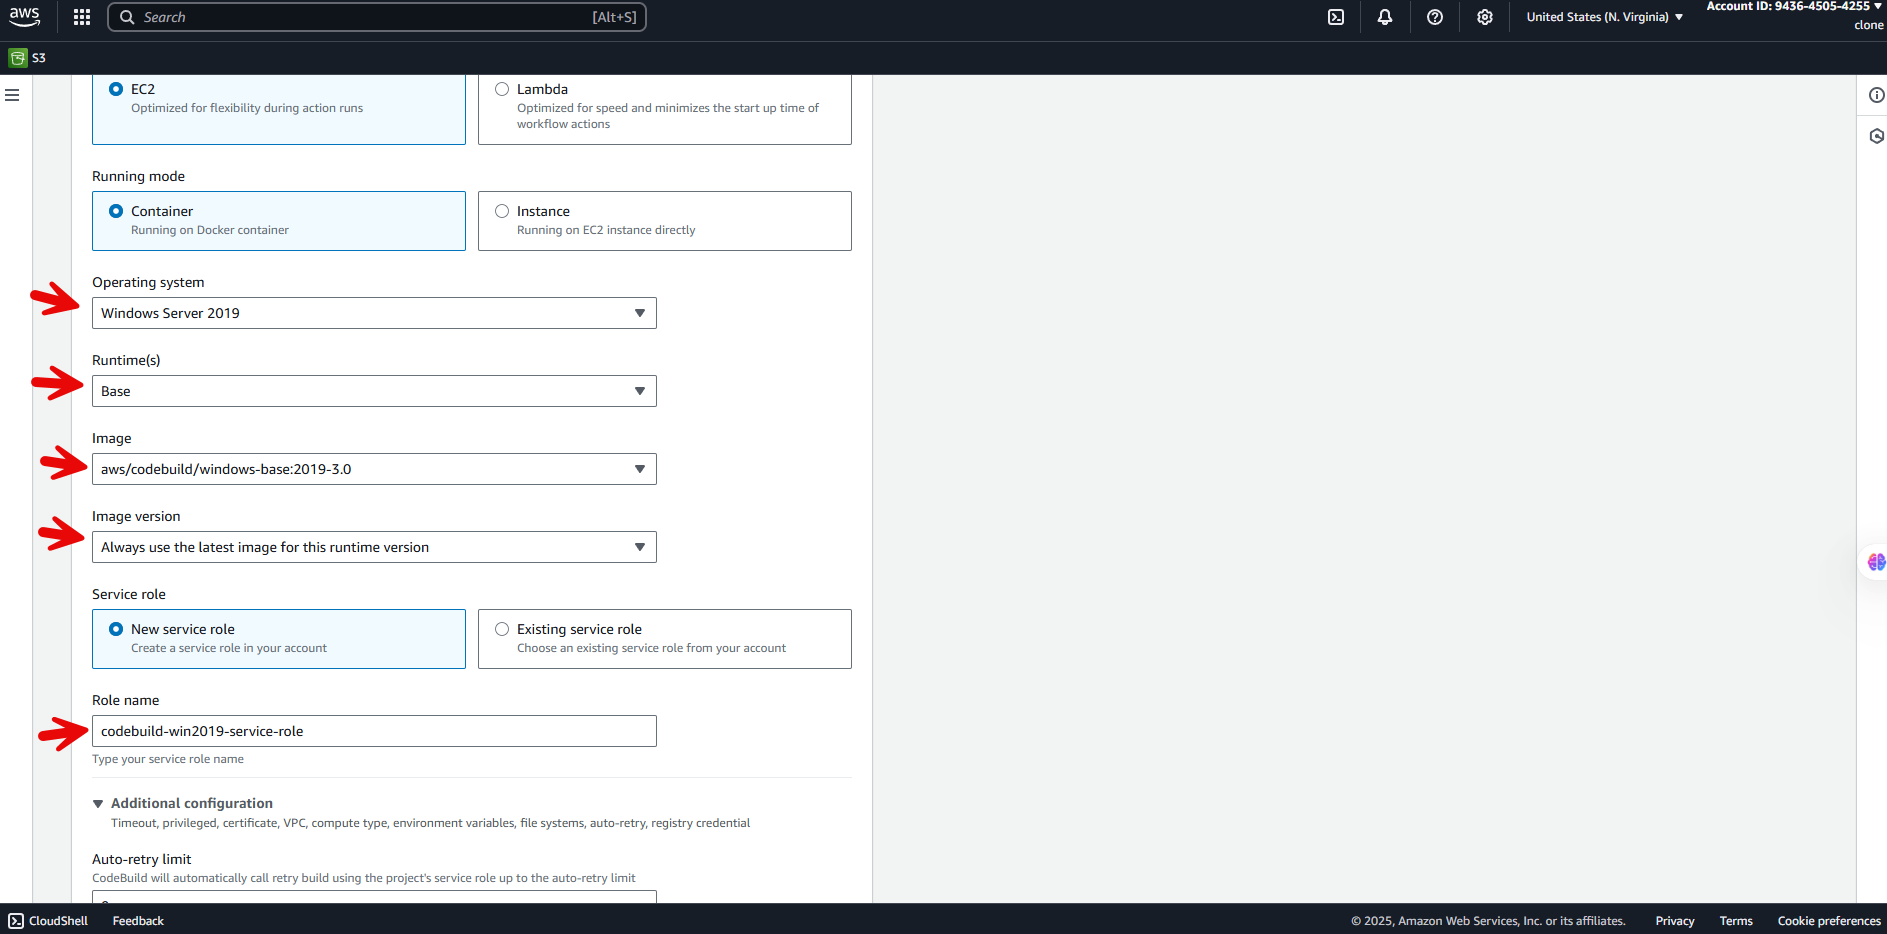 aws
Search
[Alt+S]
United States (N. Virginia)
Account ID: 9436-4505-4255
clone
S3
EC2
Optimized for flexibility during action runs
Lambda
Optimized for speed and minimizes the start up time of
workflow actions
Running mode
Container
Running on Docker container
Instance
Running on EC2 instance directly
Operating system
Windows Server 2019
Runtime(s)
Base
Image
aws/codebuild/windows-base:2019-3.0
Image version
Always use the latest image for this runtime version
Service role
New service role
Create a service role in your account
Existing service role
Choose an existing service role from your account
Role name
codebuild-win2019-service-role
Type your service role name
Additional configuration
Timeout, privileged, certificate, VPC, compute type, environment variables, file systems, auto-retry, registry credential
Auto-retry limit
CodeBuild will automatically call retry build using the project's service role up to the auto-retry limit
CloudShell
Feedback
© 2025, Amazon Web Services, Inc. or its affiliates.
Privacy
Terms
Cookie preferences